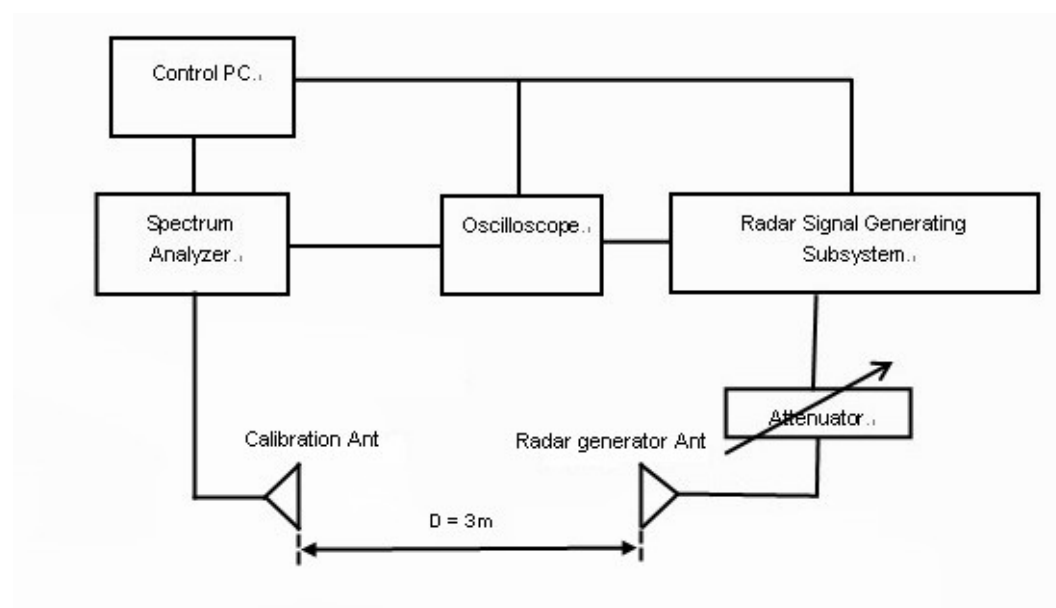 Control PC.
Spectrum
Analyzer.
Oscilloscope.
Radar Signal Generating
Subsystem.
Attenuator.
Calibration Ant
Radar generator Ant
D = 3m